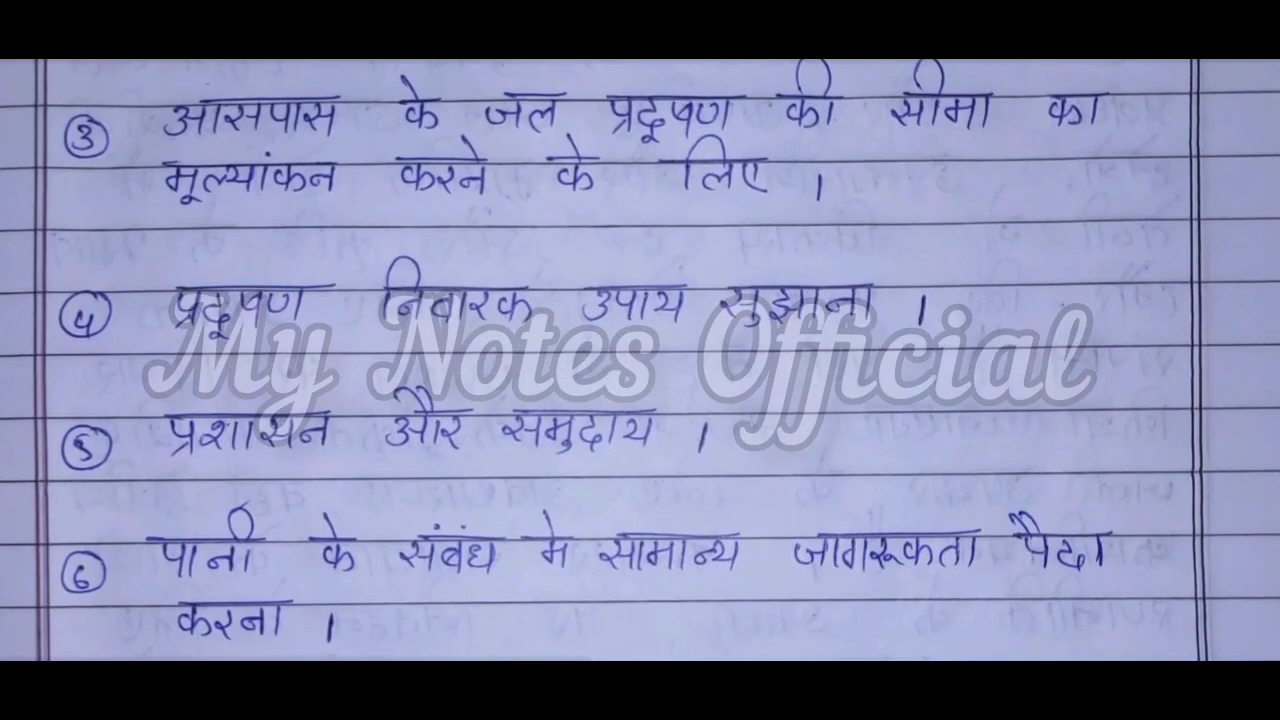 ③ आसपास के जल प्रदूषण की सीमा का
मूल्यांकन करने के लिए ।
④ प्रदूषण निवारक उपाय सुझाना ।
My Notes Official
⑤ प्रशासन और समुदाय ।
⑥ पानी के संबंध मे सामान्य जागरूकता पैदा
करना ।